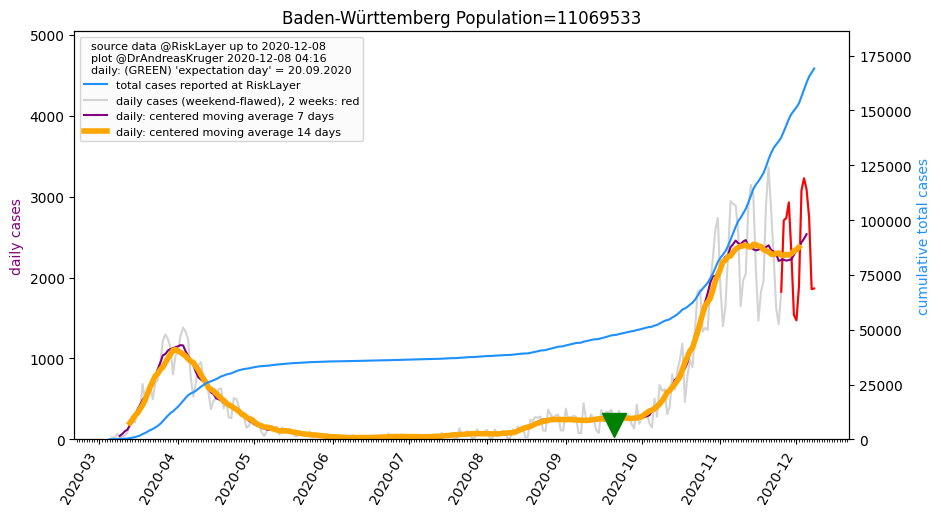 Baden-Württemberg Population=11069533
source data @RiskLayer up to 2020-12-08
plot @DrAndreasKruger 2020-12-08 04:16
daily: (GREEN) 'expectation day' = 20.09.2020
total cases reported at RiskLayer
daily cases (weekend-flawed), 2 weeks: red
daily: centered moving average 7 days
daily: centered moving average 14 days
daily cases
5000
4000
3000
2000
1000
0
175000
150000
125000
100000
75000
50000
25000
0
cumulative total cases
2020-03
2020-04
2020-05
2020-06
2020-07
2020-08
2020-09
2020-10
2020-11
2020-12